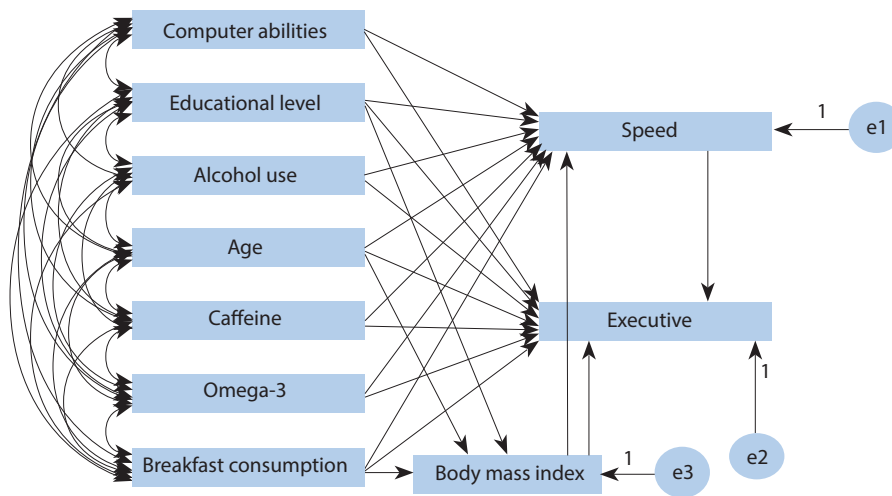 Computer abilities
Educational level
Alcohol use
Age
Caffeine
Omega-3
Breakfast consumption
Speed
1
e1
Executive
1
e2
Body mass index
1
e3